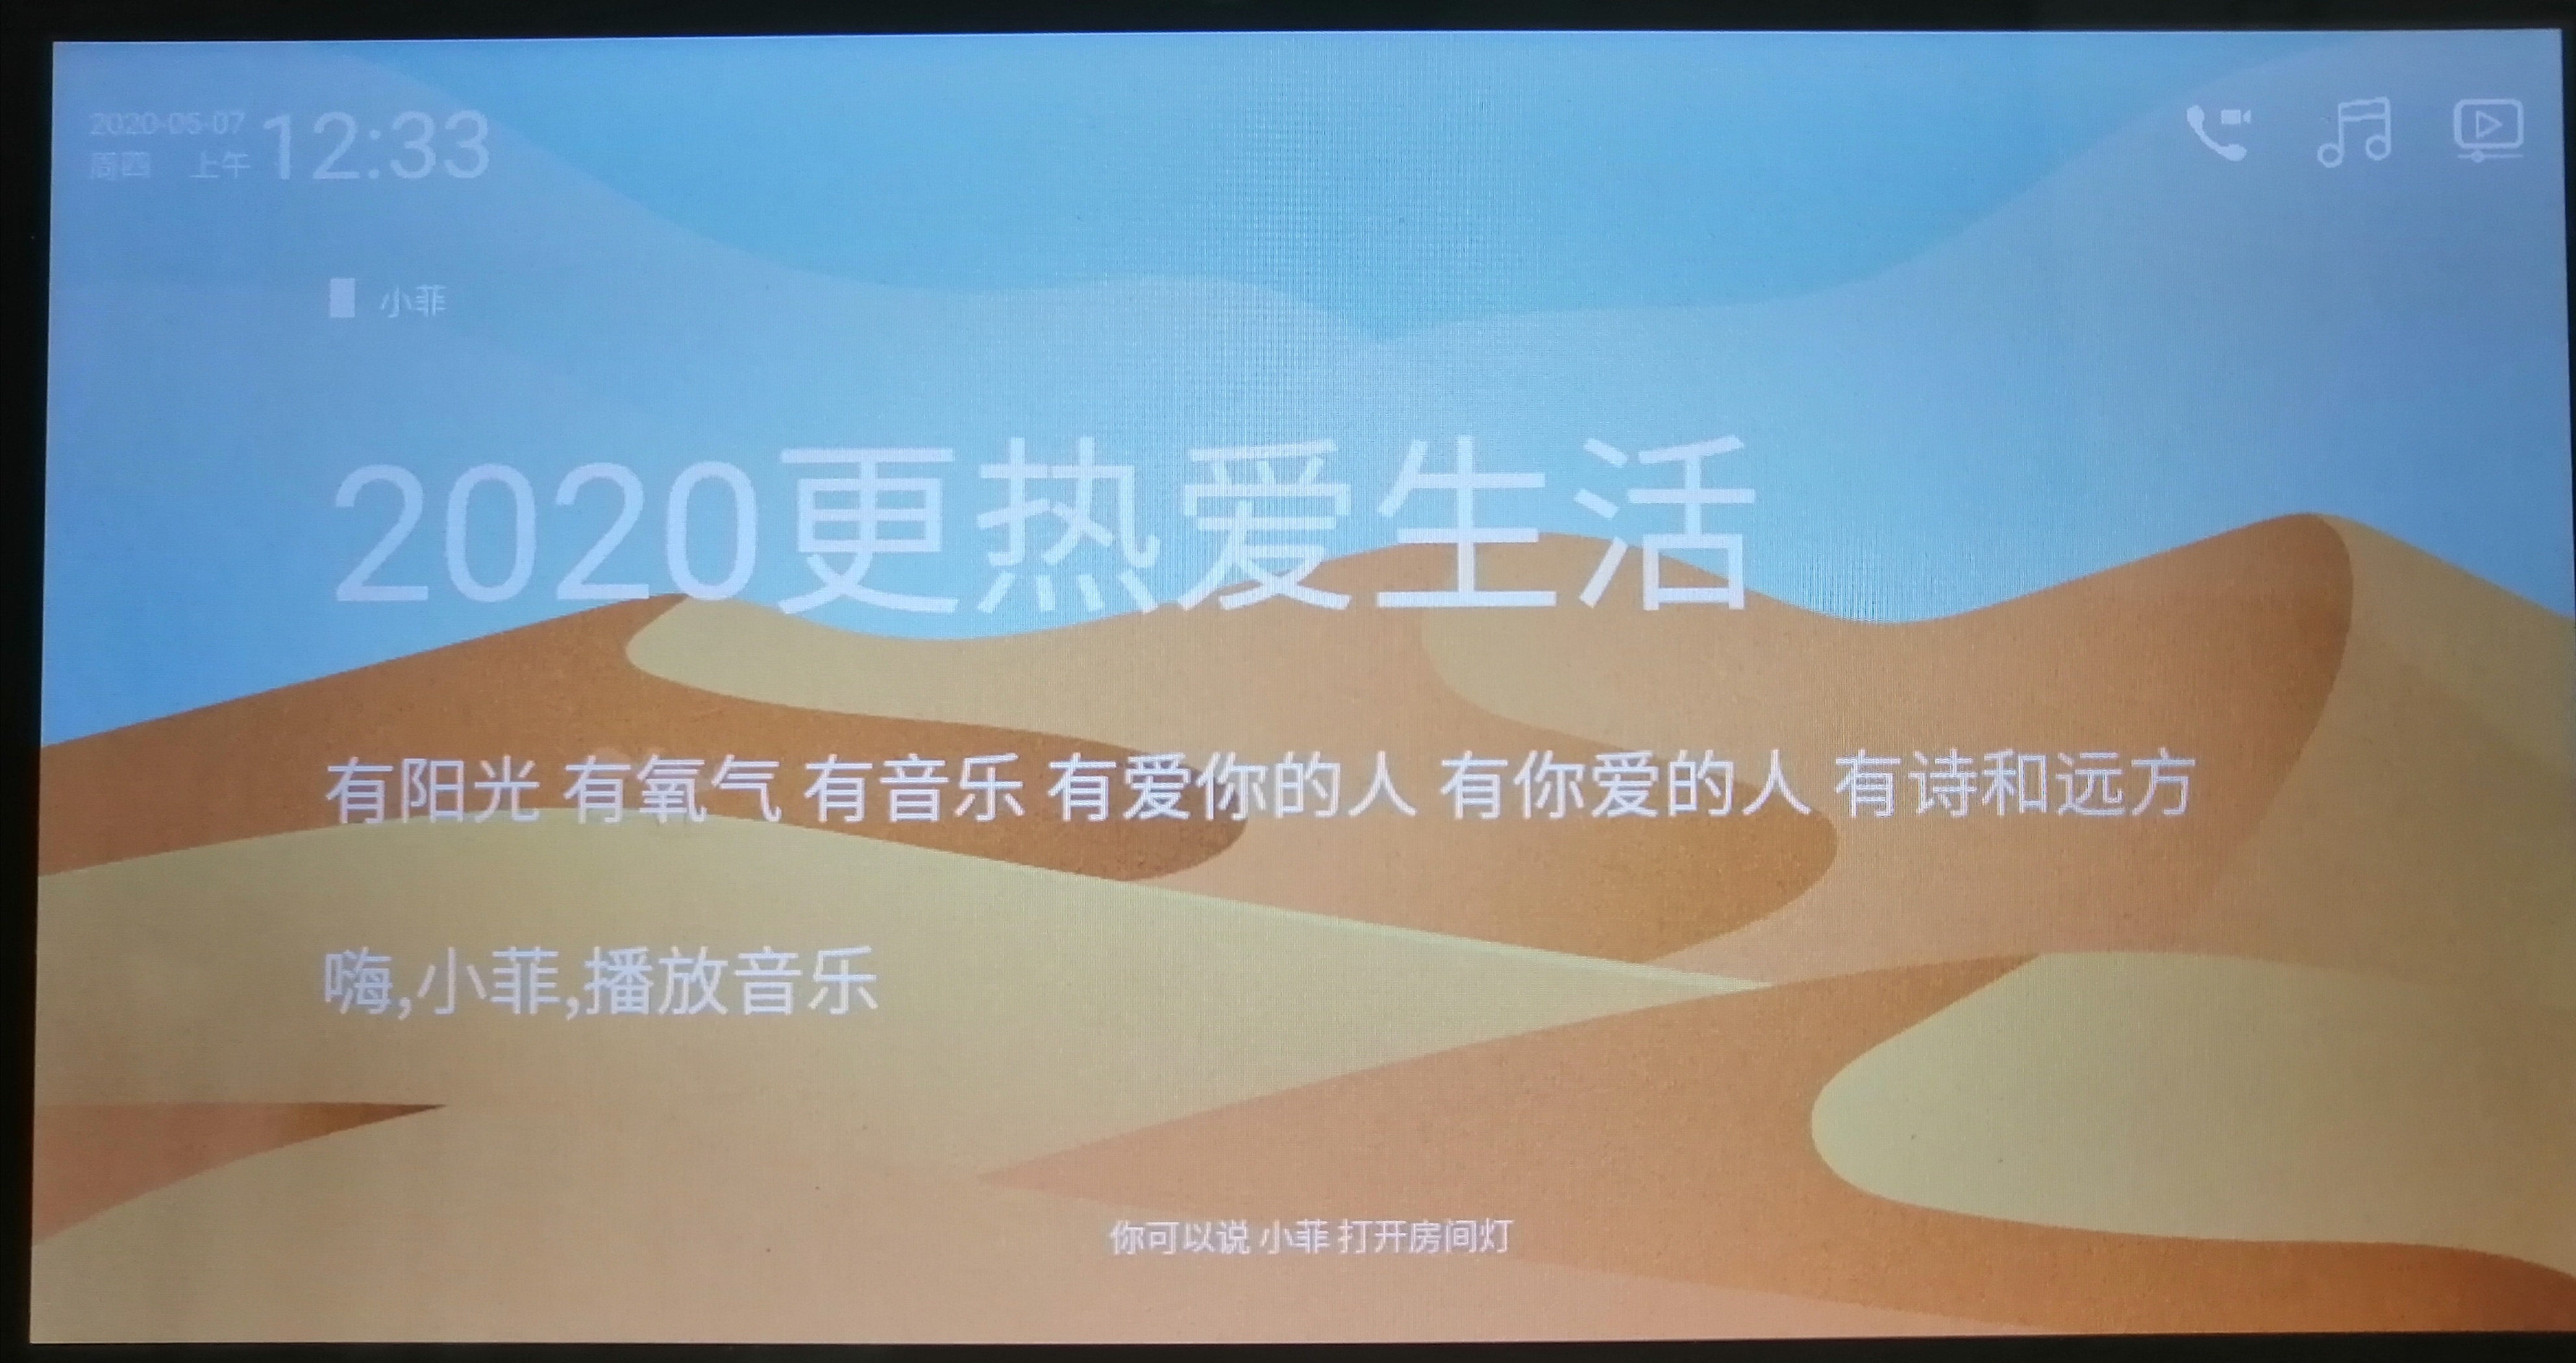 2020-05-07
周四 上午 12:33
小菲
2020更热爱生活
有阳光 有氧气 有音乐 有爱你的人 有你爱的人 有诗和远方
嗨,小菲,播放音乐
你可以说 小菲 打开房间灯